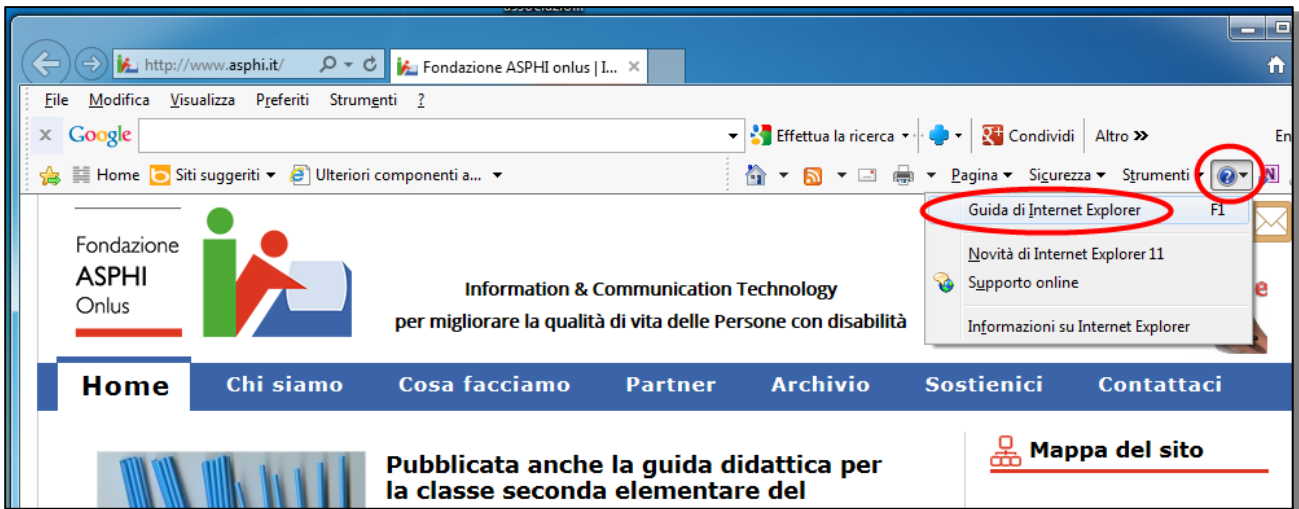 associazioni
http://www.asphi.it/
Fondazione ASPHI onlus | I...
File Modifica Visualizza Preferiti Strumenti ?
x Google Effettua la ricerca Condividi Altro » En
Home Siti suggeriti Ulteriori componenti a... Pagina Sicurezza Strumenti
Guida di Internet Explorer F1
Novità di Internet Explorer 11
Supporto online
Informazioni su Internet Explorer
Fondazione
ASPHI
Onlus
Information & Communication Technology
per migliorare la qualità di vita delle Persone con disabilità
e
Home Chi siamo Cosa facciamo Partner Archivio Sostienici Contattaci
Pubblicata anche la guida didattica per
la classe seconda elementare del
Mappa del sito